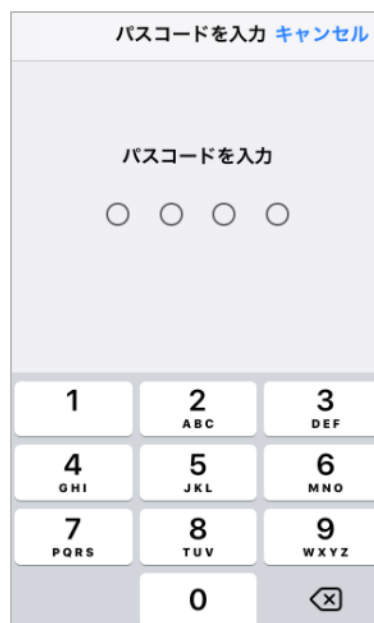 パスコードを入力 キャンセル
パスコードを入力
1 2 3
ABC DEF
4 5 6
GHI JKL MNO
7 8 9
PQRS TUV WXYZ
0